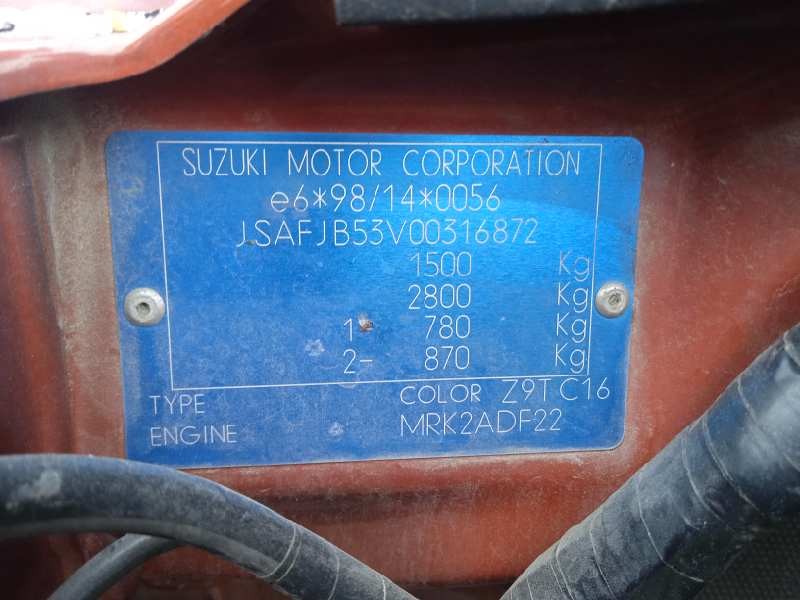 SUZUKI MOTOR CORPORATION
e6*98/14*0056
JSAFJB53V00316872
1500 Kg
2800 Kg
1- 780 Kg
2- 870 Kg
TYPE COLOR Z9T C16
ENGINE MRK2ADF22